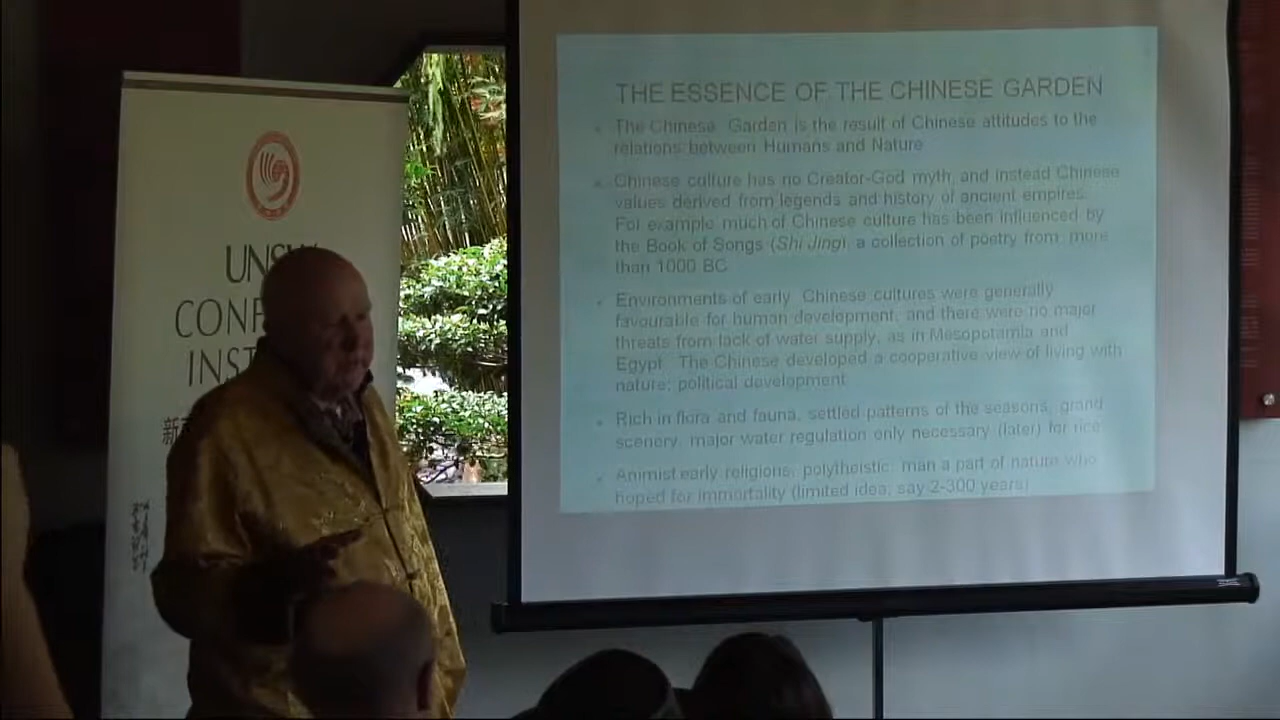 UNSW
CONF
INST
新
THE ESSENCE OF THE CHINESE GARDEN
The Chinese Garden is the result of Chinese attitudes to the
relations between Humans and Nature
Chinese culture has no Creator-God myth, and instead Chinese
values derived from legends and history of ancient empires.
For example much of Chinese culture has been influenced by
the Book of Songs (Shi Jing), a collection of poetry from more
than 1000 BC
Environments of early Chinese cultures were generally
favourable for human development, and there were no major
threats from lack of water supply, as in Mesopotamia and
Egypt. The Chinese developed a cooperative view of living with
nature; political development
Rich in flora and fauna, settled patterns of the seasons, grand
scenery, major water regulation only necessary (later) for rice
Animist early religions; polytheistic; man a part of nature who
hoped for immortality (limited idea; say 2-300 years)